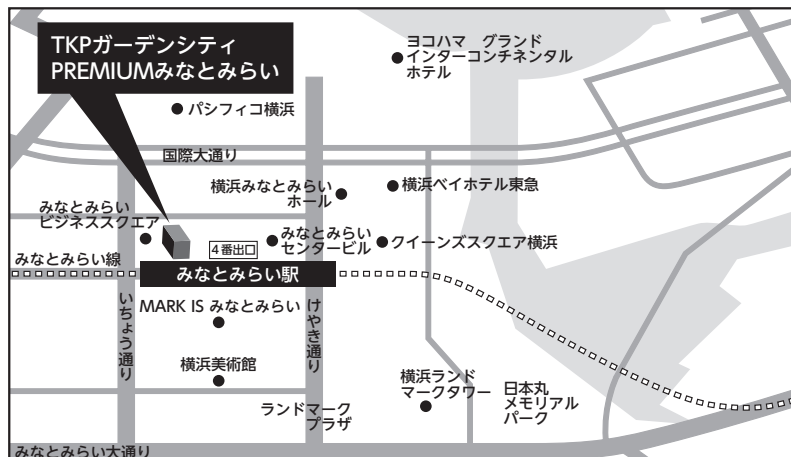 TKPガーデンシティ
PREMIUMみなとみらい
ヨコハマ　グランド
インターコンチネンタル
ホテル
パシフィコ横浜
国際大通り
横浜みなとみらい
ホール
横浜ベイホテル東急
みなとみらい
ビジネススクエア
4番出口
みなとみらい
センタービル
クイーンズスクエア横浜
みなとみらい線
みなとみらい駅
いちょう通り
MARK IS みなとみらい
けやき通り
横浜美術館
ランドマーク
プラザ
横浜ランド
マークタワー
日本丸
メモリアル
パーク
みなとみらい大通り